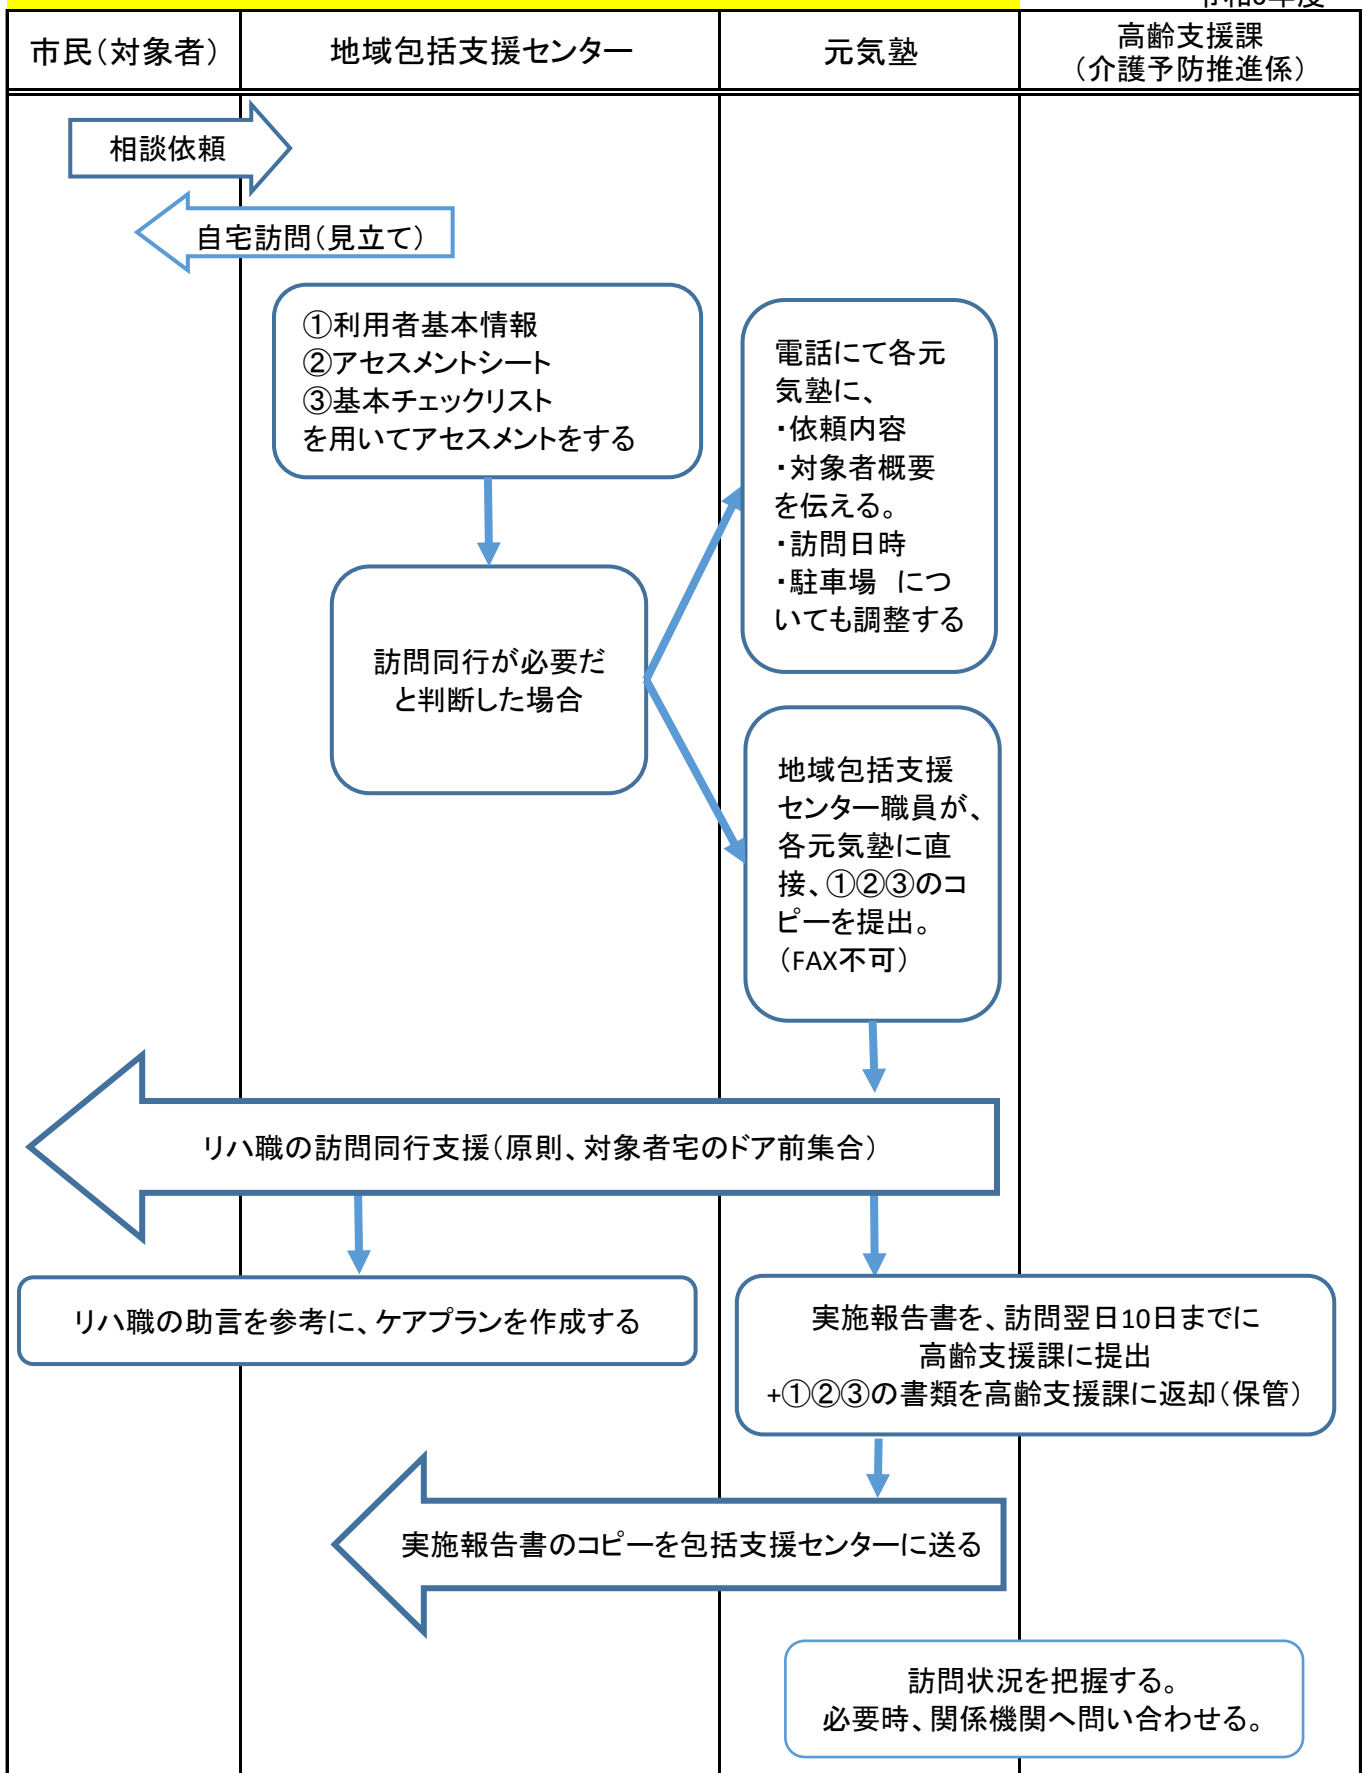 市民（対象者）
地域包括支援センター
元気塾
高齢支援課
（介護予防推進係）
相談依頼
自宅訪問（見立て）
①利用者基本情報
②アセスメントシート
③基本チェックリスト
を用いてアセスメントをする
電話にて各元
気塾に、
・依頼内容
・対象者概要
を伝える。
・訪問日時
・駐車場　につ
いても調整する
訪問同行が必要だ
と判断した場合
地域包括支援
センター職員が、
各元気塾に直
接、①②③のコ
ピーを提出。
（FAX不可）
リハ職の訪問同行支援（原則、対象者宅のドア前集合）
リハ職の助言を参考に、ケアプランを作成する
実施報告書を、訪問翌日10日までに
高齢支援課に提出
+①②③の書類を高齢支援課に返却（保管）
実施報告書のコピーを包括支援センターに送る
訪問状況を把握する。
必要時、関係機関へ問い合わせる。